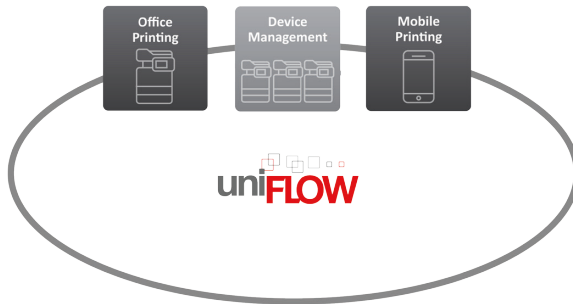 Office
Printing
Device
Management
Mobile
Printing
uniFLOW